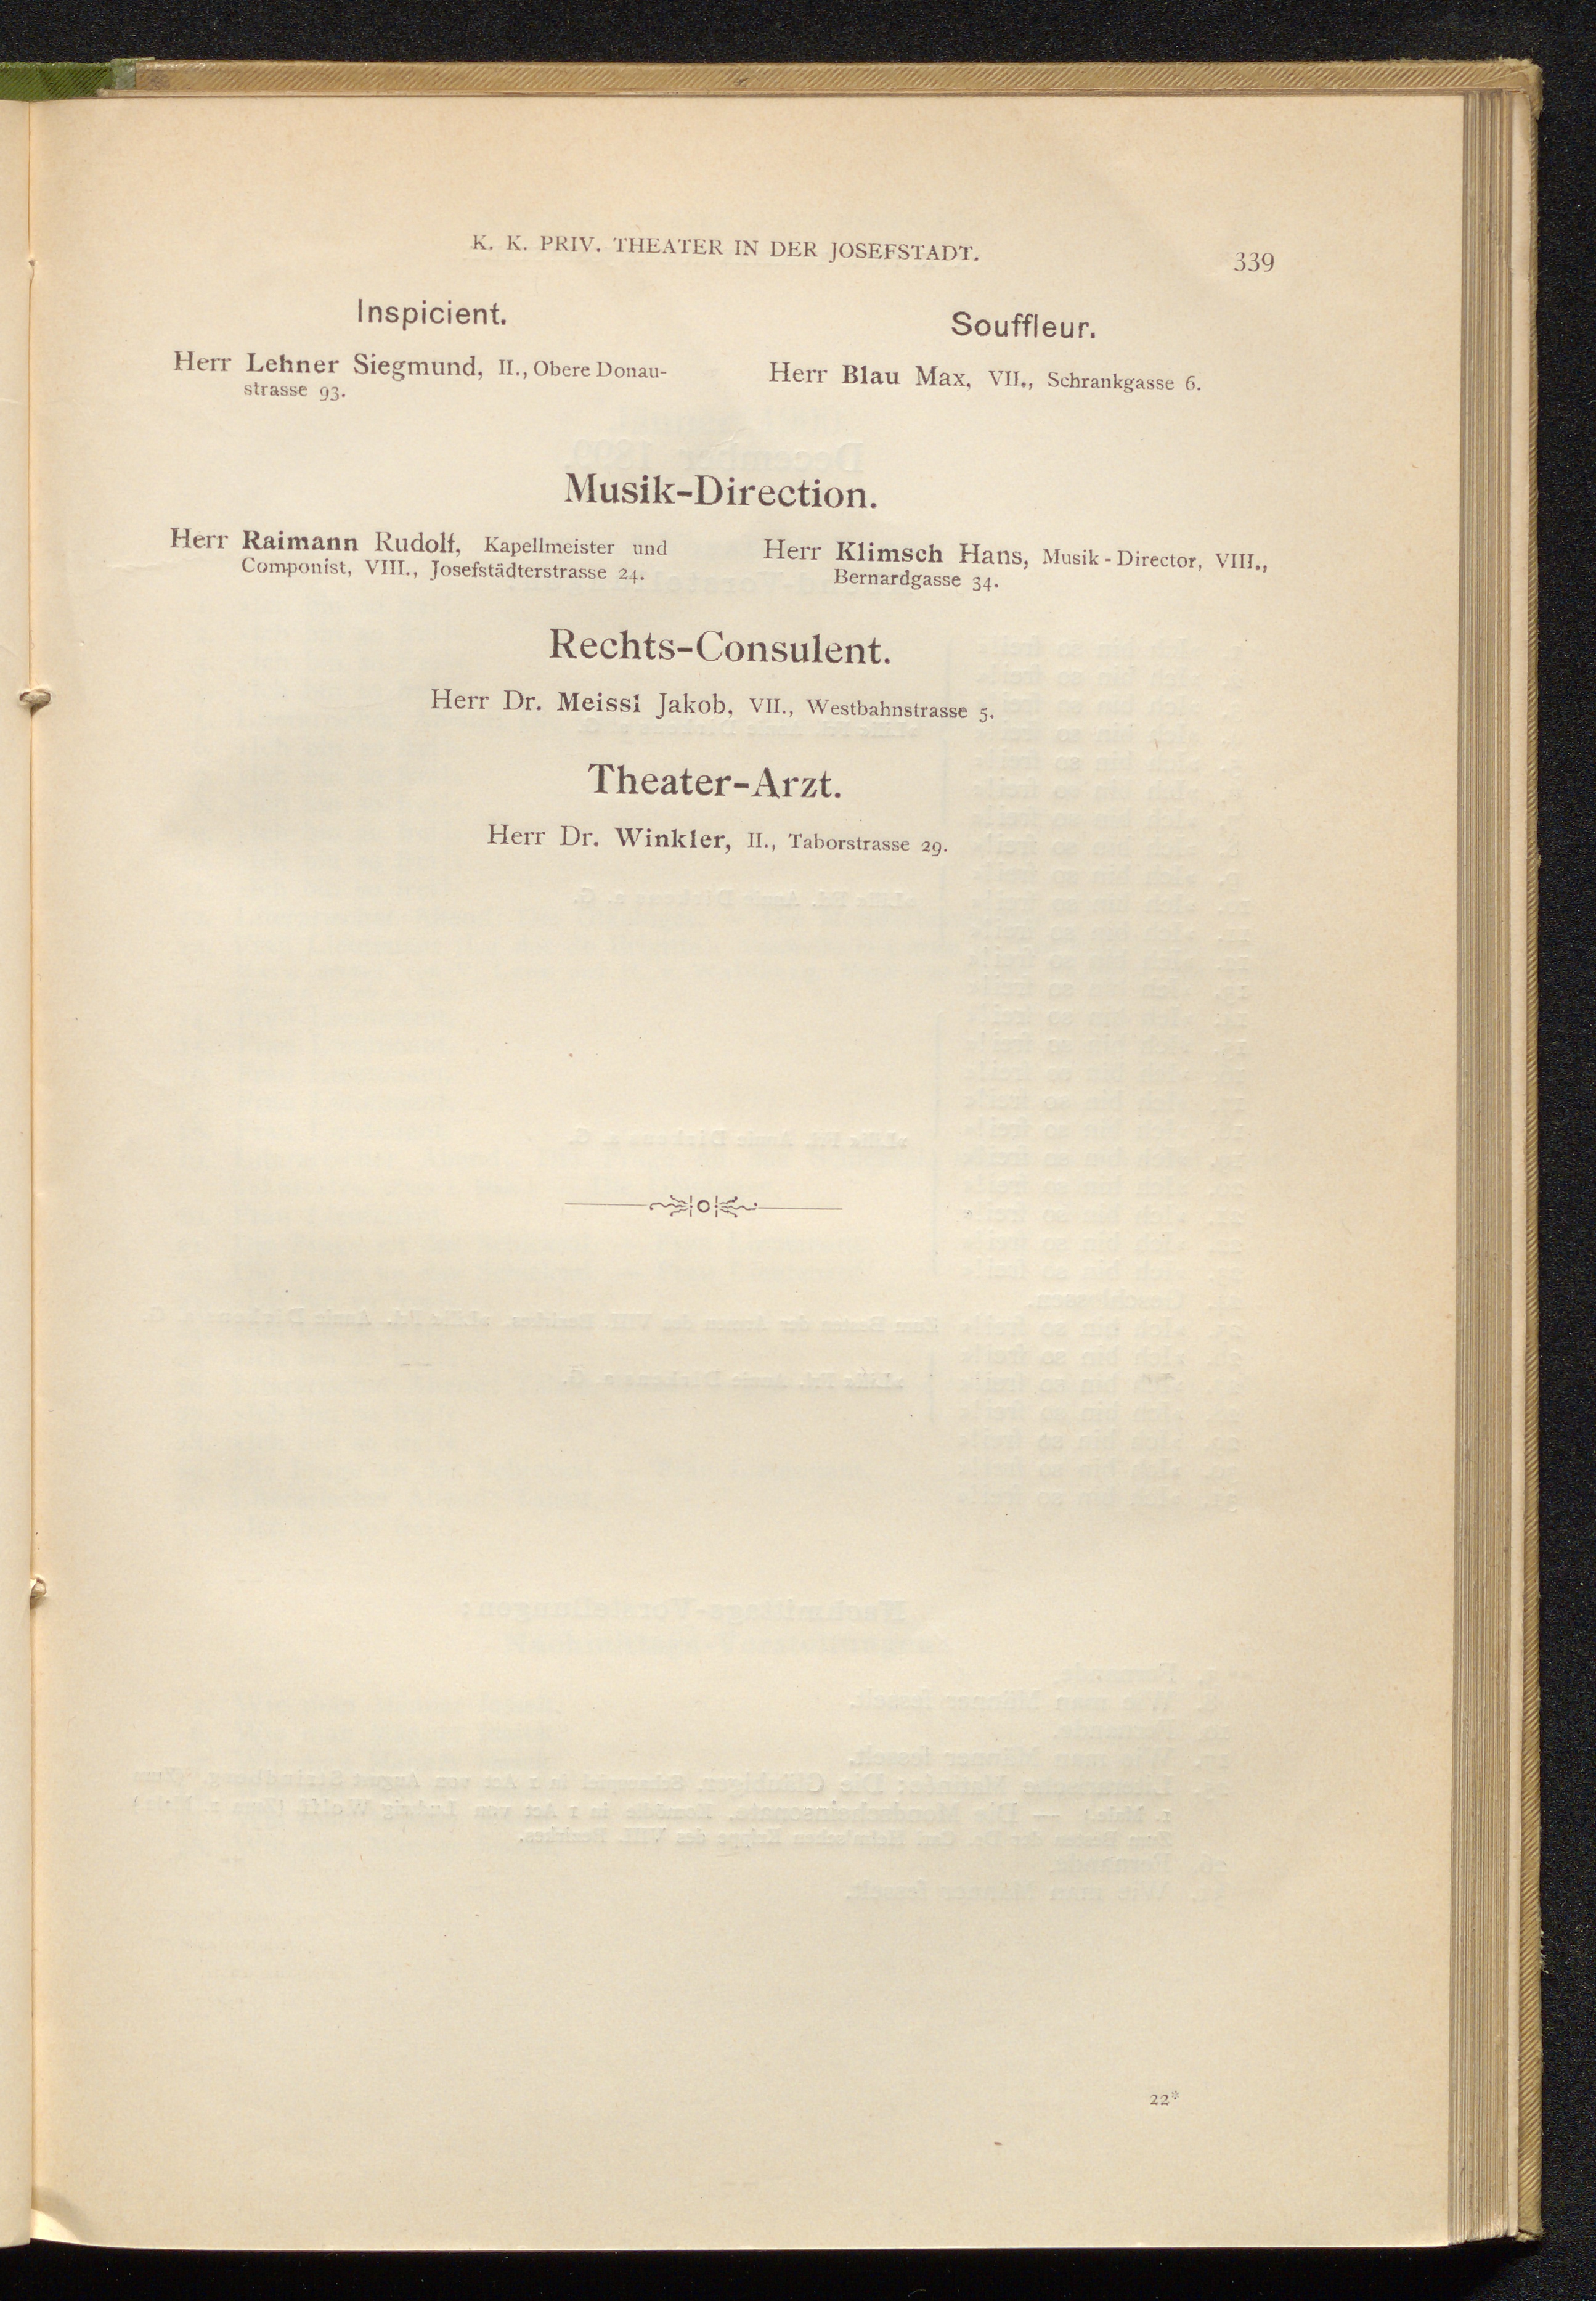 K. K. PRIV. THEATER IN DER JOSEFSTADT.
339
Inspicient.
Herr Lehner Siegmund, II., Obere Donau-
strasse 93.
Souffleur.
Herr Blau Max, VII., Schrankgasse 6.
Musik-Direction.
Herr Raimann Rudolf, Kapellmeister und
Componist, VIII., Josefstädterstrasse 24.
Herr Klimsch Hans, Musik-Director, VIII.,
Bernardgasse 34.
Rechts-Consulent.
Herr Dr. Meissl Jakob, VII., Westbahnstrasse 5.
Theater-Arzt.
Herr Dr. Winkler, II., Taborstrasse 29.
22*